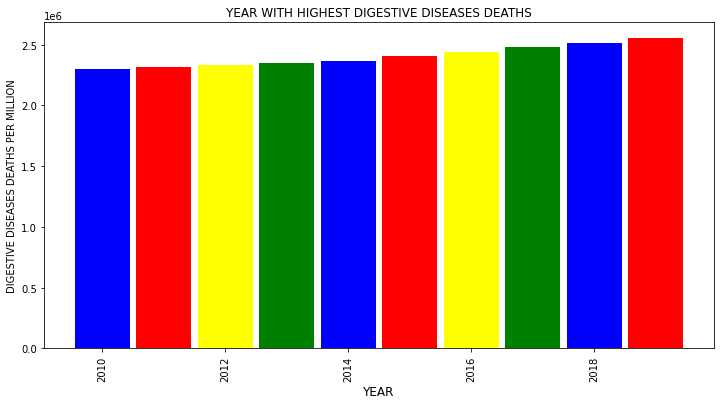 YEAR WITH HIGHEST DIGESTIVE DISEASES DEATHS
1e6
2.5
2.0
1.5
1.0
0.5
0.0
DIGESTIVE DISEASES DEATHS PER MILLION
2010
2012
2014
2016
2018
YEAR